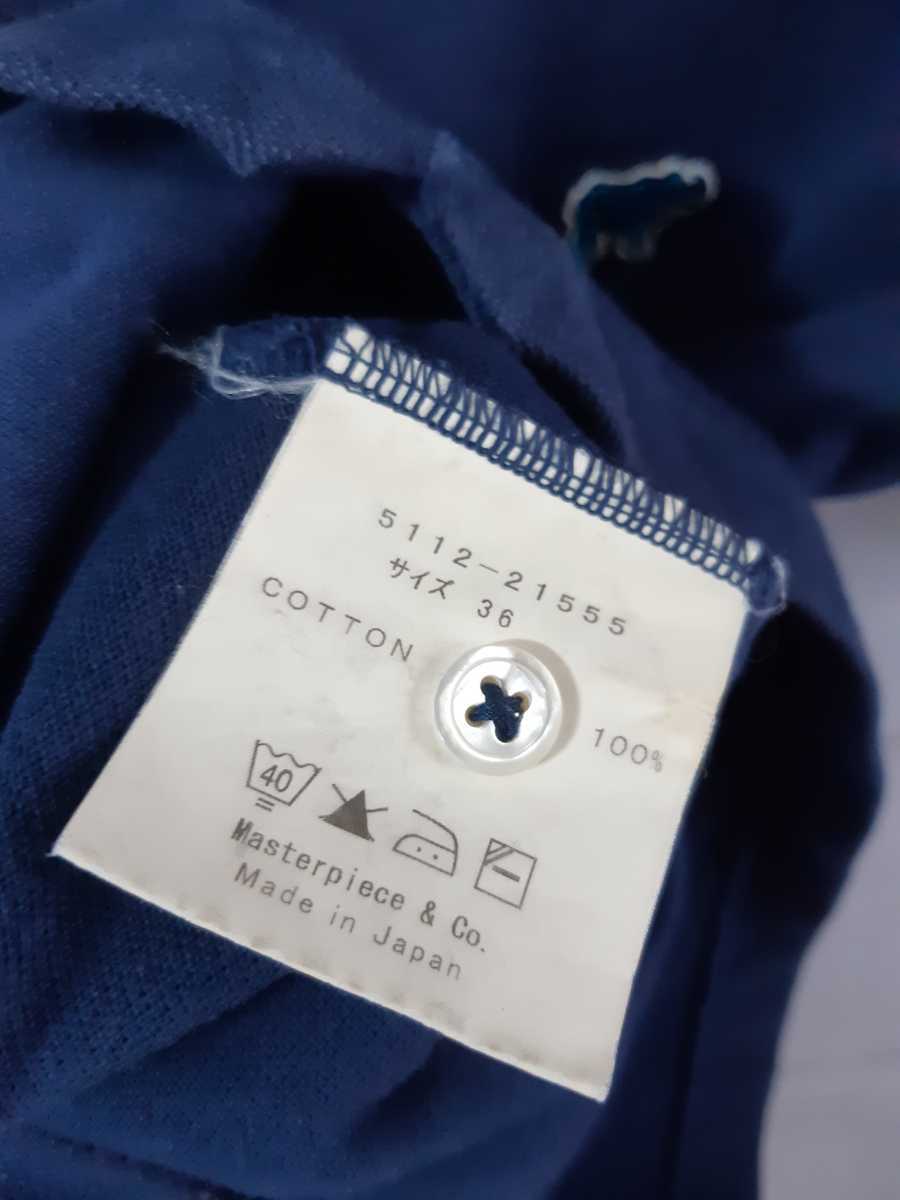 5112-21555
サイズ 36
COTTON 100%
40
Masterpiece & Co.
Made in Japan